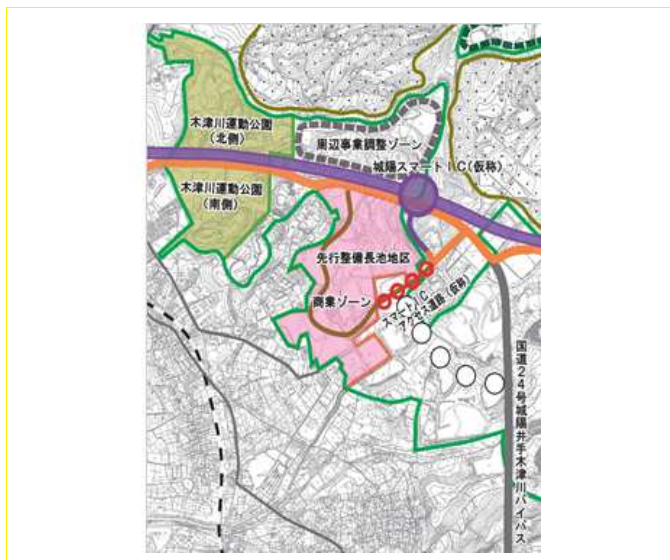 木津川運動公園
(北側)
周辺事業調整ゾーン
城陽スマートIC(仮称)
木津川運動公園
(南側)
先行整備長池地区
商業ゾーン
スマートIC
アクセス道路(仮称)
国道24号城陽井手木津川バイパス